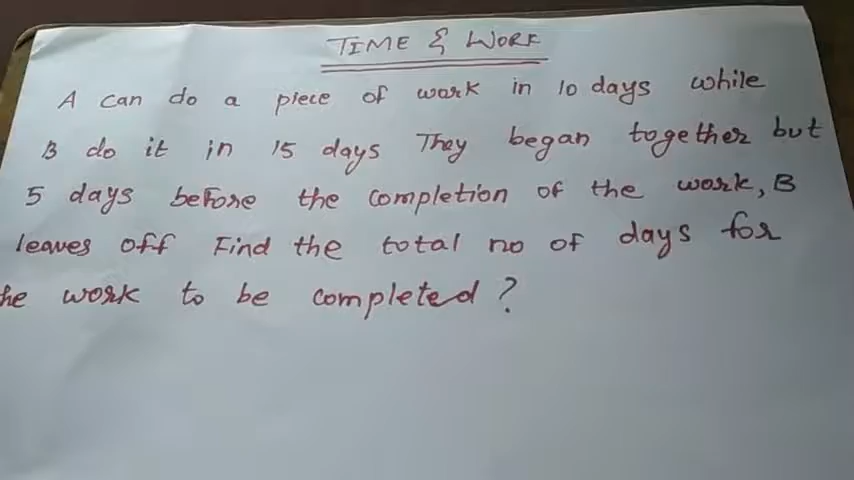 TIME & WORK
A can do a piece of work in 10 days while
B do it in 15 days They began together but
5 days before the completion of the work, B
leaves off Find the total no of days for
he work to be completed?